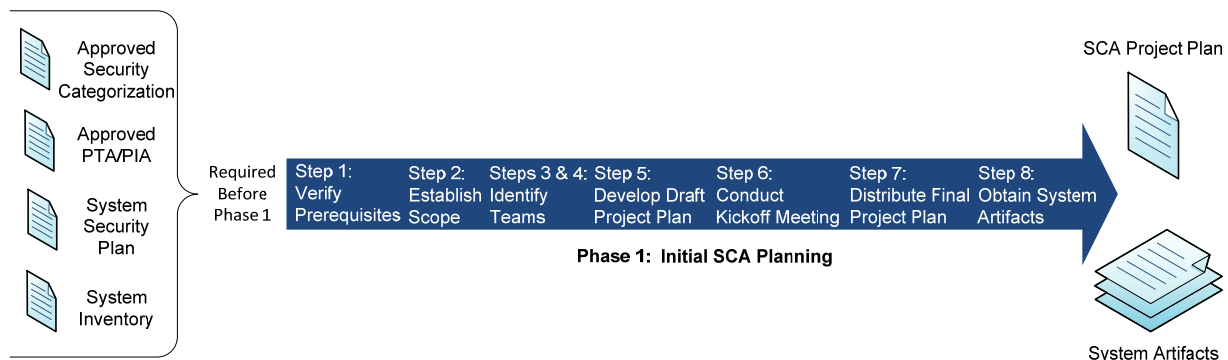 Approved
Security
Categorization
Approved
PTA/PIA
System
Security
Plan
System
Inventory
Required
Before
Phase 1
Step 1:
Verify
Prerequisites
Step 2:
Establish
Scope
Steps 3 & 4:
Identify
Teams
Step 5:
Develop Draft
Project Plan
Step 6:
Conduct
Kickoff Meeting
Step 7:
Distribute Final
Project Plan
Step 8:
Obtain System
Artifacts
Phase 1: Initial SCA Planning
SCA Project Plan
System Artifacts